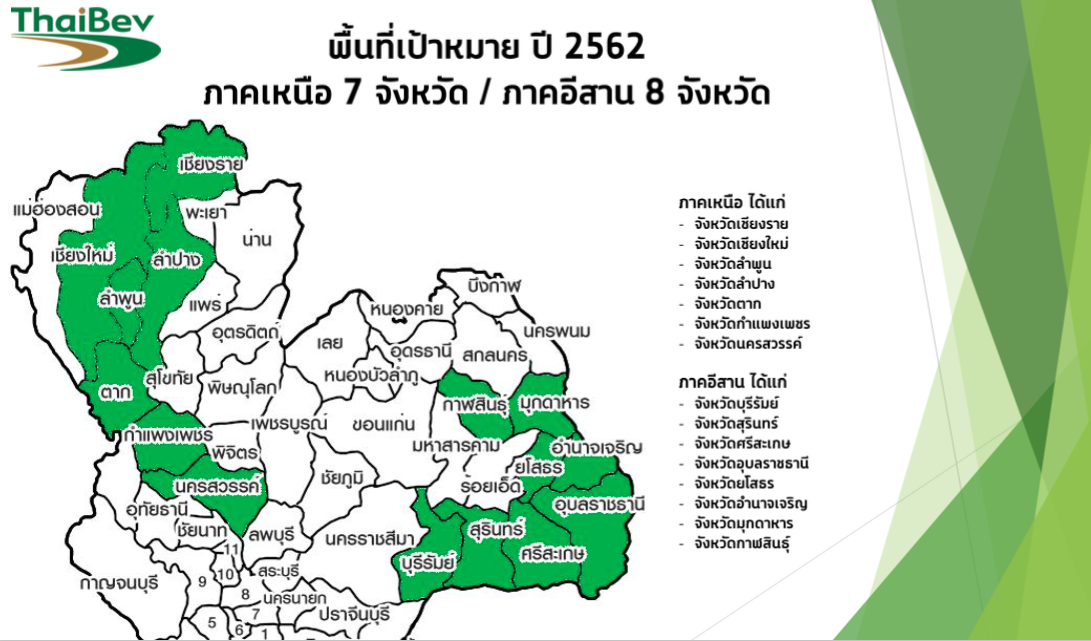 ThaiBev
พื้นที่เป้าหมาย ปี 2562
ภาคเหนือ 7 จังหวัด / ภาคอีสาน 8 จังหวัด
เชียงราย
แม่ฮ่องสอน
พะเยา
น่าน
เชียงใหม่
ลำปาง
ลำพูน
แพร่
อุตรดิตถ์
บึงกาฬ
หนองคาย
นครพนม
เลย
อุดรธานี
สกลนคร
หนองบัวลำภู
ตาก
สุโขทัย
พิษณุโลก
กาฬสินธุ์
มุกดาหาร
เพชรบูรณ์
ขอนแก่น
กำแพงเพชร
พิจิตร
มหาสารคาม
อำนาจเจริญ
ยโสธร
ชัยภูมิ
ร้อยเอ็ด
นครสวรรค์
อุบลราชธานี
อุทัยธานี
ชัยนาท
ลพบุรี
นครราชสีมา
สุรินทร์
ศรีสะเกษ
บุรีรัมย์
11
สระบุรี
กาญจนบุรี
9
10
8
นครนายก
7
ปราจีนบุรี
5
6
1
ภาคเหนือ ได้แก่
- จังหวัดเชียงราย
- จังหวัดเชียงใหม่
- จังหวัดลำพูน
- จังหวัดลำปาง
- จังหวัดตาก
- จังหวัดกำแพงเพชร
- จังหวัดนครสวรรค์
ภาคอีสาน ได้แก่
- จังหวัดบุรีรัมย์
- จังหวัดสุรินทร์
- จังหวัดศรีสะเกษ
- จังหวัดอุบลราชธานี
- จังหวัดยโสธร
- จังหวัดอำนาจเจริญ
- จังหวัดมุกดาหาร
- จังหวัดกาฬสินธุ์